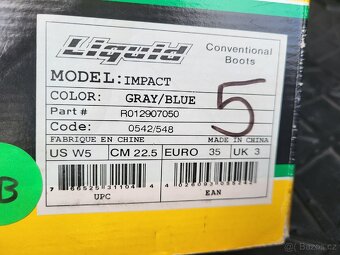 Liquid
Conventional
Boots
MODEL: IMPACT
COLOR: GRAY/BLUE
5
Part # R012907050
Code: 0542/548
FABRIQUE EN CHINE MADE IN CHINA
US W5 CM 22.5 EURO 35 UK 3
UPC EAN
B